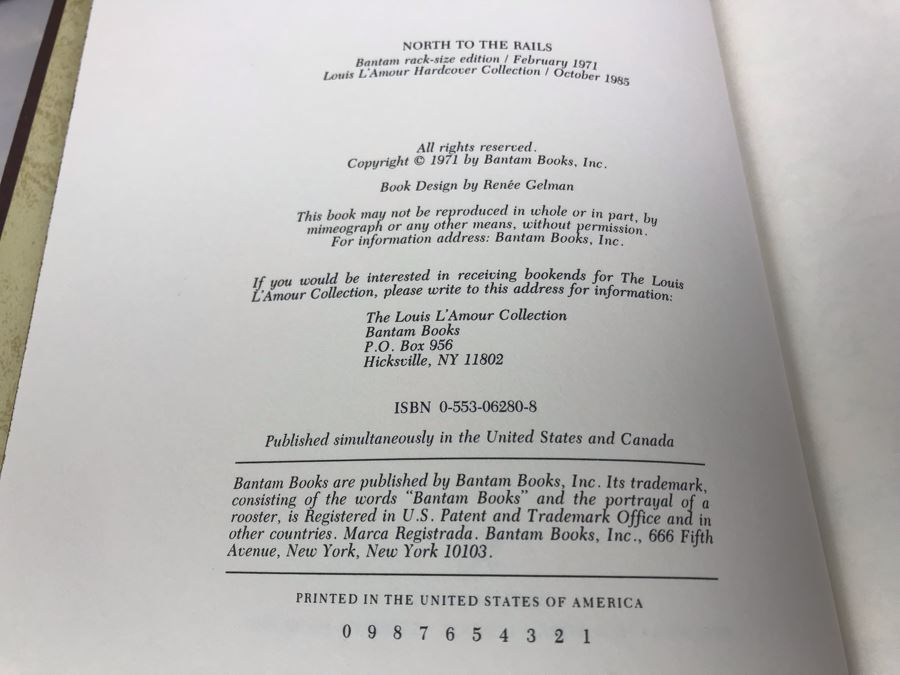 NORTH TO THE RAILS
Bantam rack-size edition / February 1971
Louis L'Amour Hardcover Collection / October 1985
All rights reserved.
Copyright © 1971 by Bantam Books, Inc.
Book Design by Renée Gelman
This book may not be reproduced in whole or in part, by
mimeograph or any other means, without permission.
For information address: Bantam Books, Inc.
If you would be interested in receiving bookends for The Louis
L'Amour Collection, please write to this address for information:
The Louis L'Amour Collection
Bantam Books
P.O. Box 956
Hicksville, NY 11802
ISBN 0-553-06280-8
Published simultaneously in the United States and Canada
Bantam Books are published by Bantam Books, Inc. Its trademark,
consisting of the words "Bantam Books" and the portrayal of a
rooster, is Registered in U.S. Patent and Trademark Office and in
other countries. Marca Registrada. Bantam Books, Inc., 666 Fifth
Avenue, New York, New York 10103.
PRINTED IN THE UNITED STATES OF AMERICA
0 9 8 7 6 5 4 3 2 1